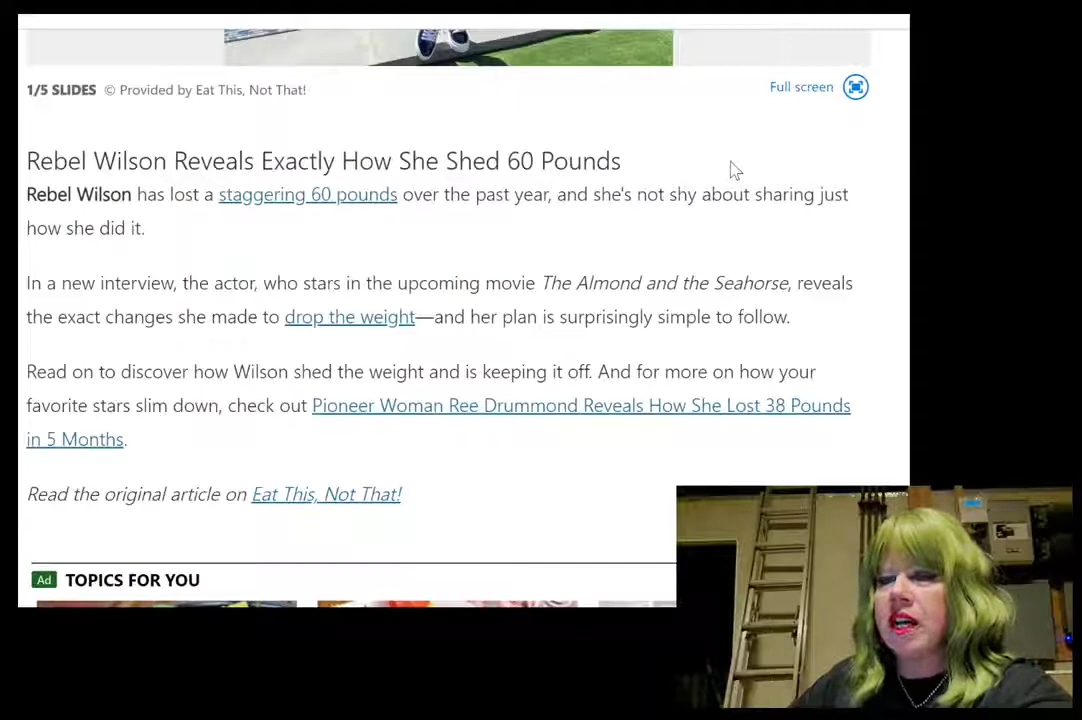 1/5 SLIDES © Provided by Eat This, Not That!
Full screen
Rebel Wilson Reveals Exactly How She Shed 60 Pounds
Rebel Wilson has lost a staggering 60 pounds over the past year, and she's not shy about sharing just
how she did it.
In a new interview, the actor, who stars in the upcoming movie The Almond and the Seahorse, reveals
the exact changes she made to drop the weight—and her plan is surprisingly simple to follow.
Read on to discover how Wilson shed the weight and is keeping it off. And for more on how your
favorite stars slim down, check out Pioneer Woman Ree Drummond Reveals How She Lost 38 Pounds
in 5 Months.
Read the original article on Eat This, Not That!
Ad TOPICS FOR YOU